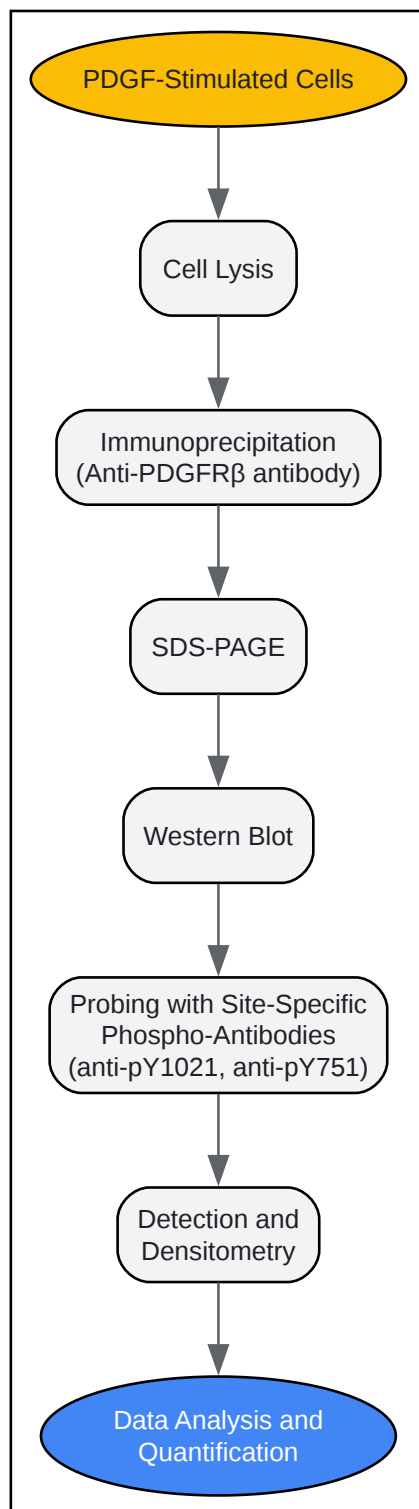 PDGF-Stimulated Cells
Cell Lysis
Immunoprecipitation
(Anti-PDGFRβ antibody)
SDS-PAGE
Western Blot
Probing with Site-Specific
Phospho-Antibodies
(anti-pY1021, anti-pY751)
Detection and
Densitometry
Data Analysis and
Quantification